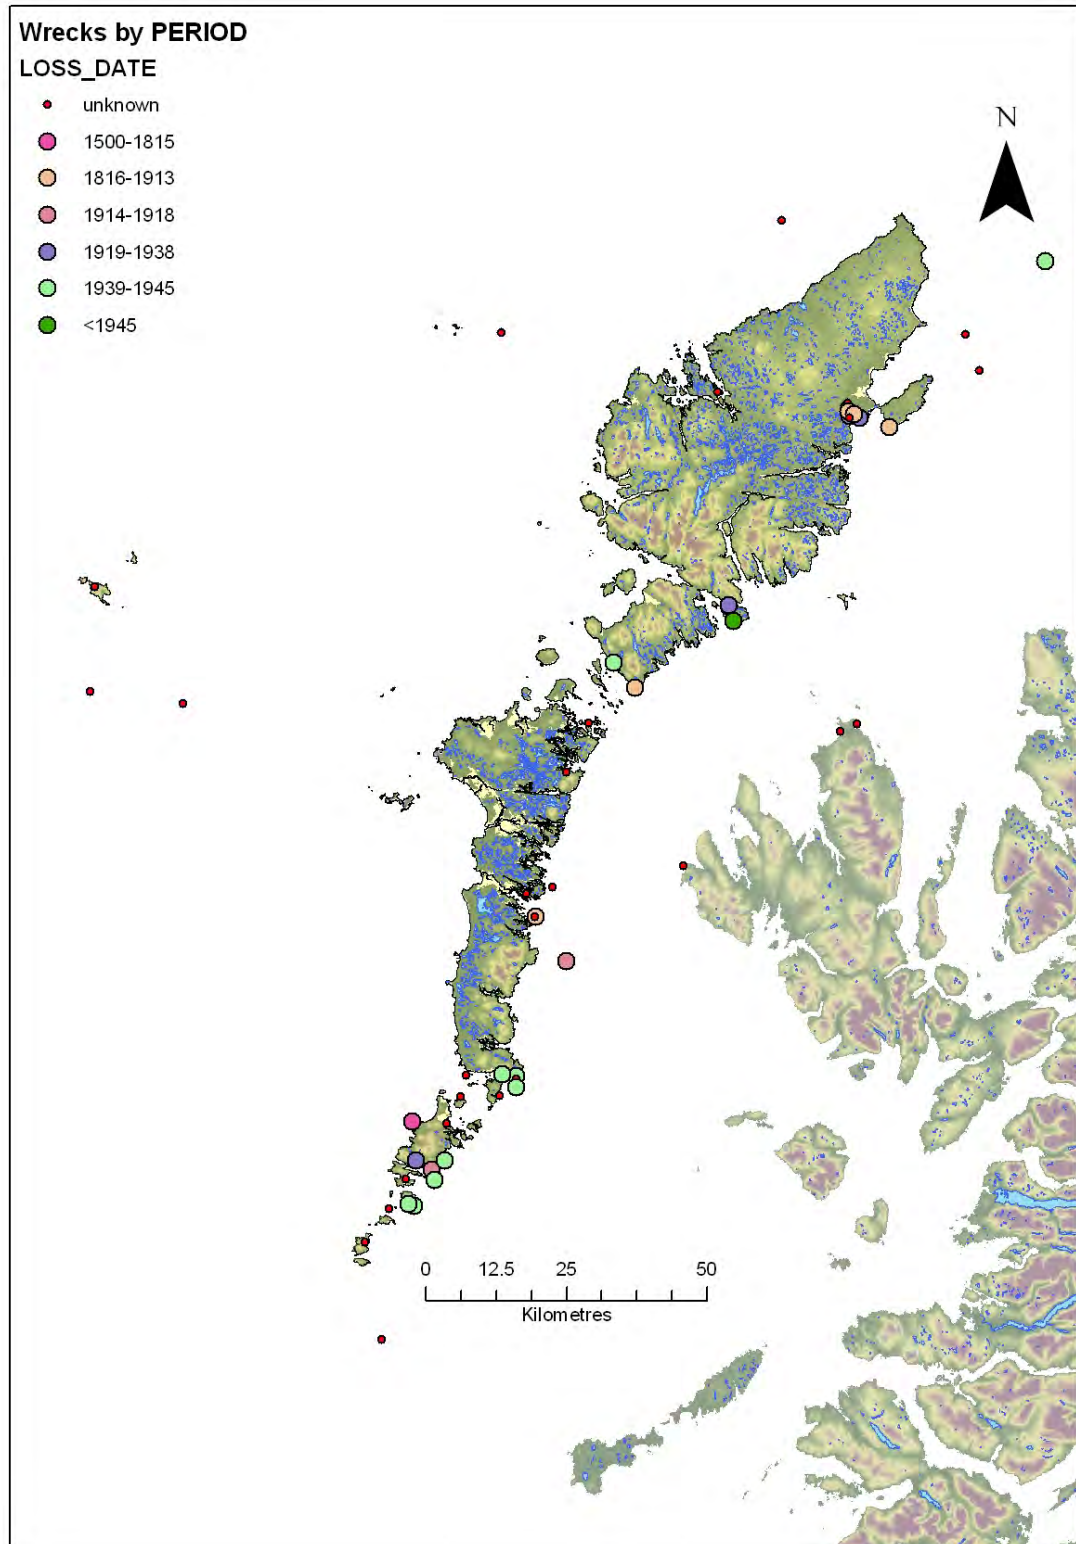 Wrecks by PERIOD
LOSS_DATE
unknown
1500-1815
1816-1913
1914-1918
1919-1938
1939-1945
<1945
N
0 12.5 25 50
Kilometres